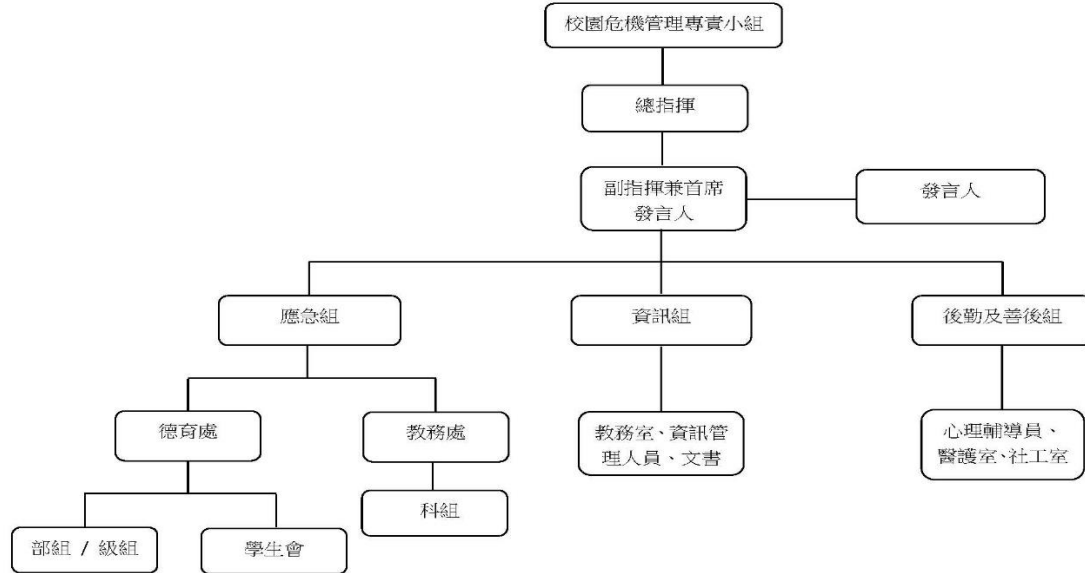 校園危機管理專責小組
總指揮
副指揮兼首席
發言人
發言人
應急組
資訊組
後勤及善後組
德育處
教務處
教務室、資訊管
理人員、文書
心理輔導員、
醫護室、社工室
科組
部組 / 級組
學生會